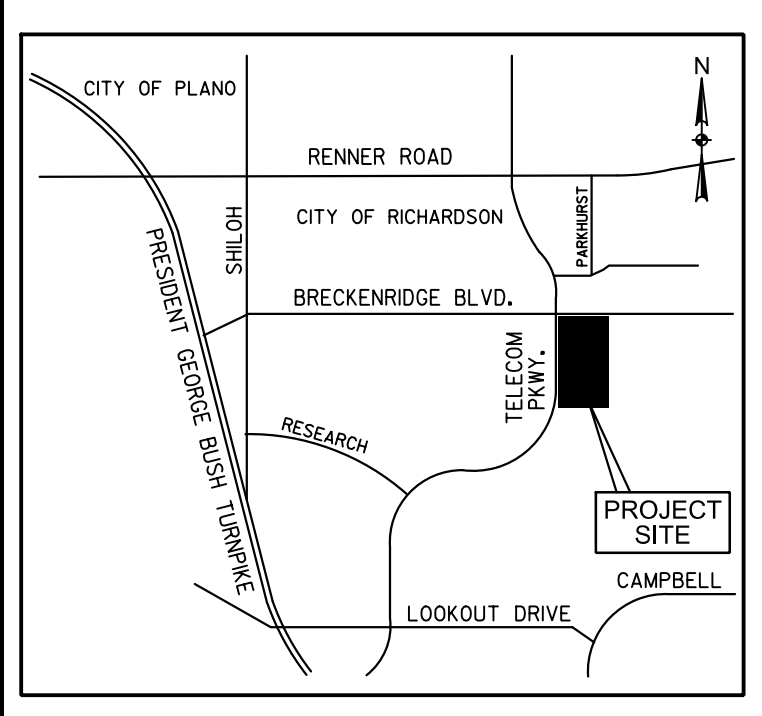 CITY OF PLANO
N
RENNER ROAD
SHILOH
CITY OF RICHARDSON
PARKHURST
PRESIDENT GEORGE BUSH TURNPIKE
BRECKENRIDGE BLVD.
TELECOM
PKWY.
RESEARCH
PROJECT
SITE
CAMPBELL
LOOKOUT DRIVE